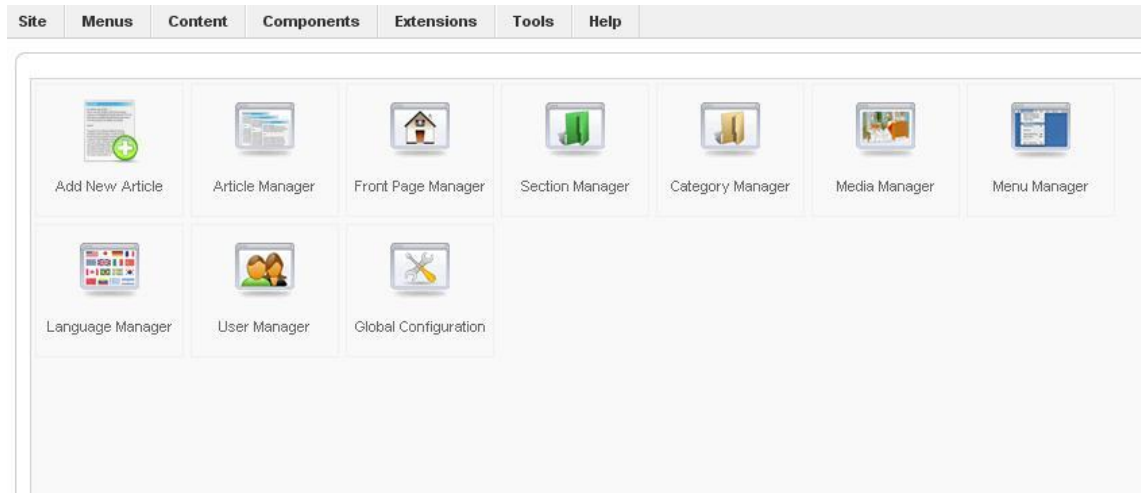 Site Menus Content Components Extensions Tools Help
Add New Article Article Manager Front Page Manager Section Manager Category Manager Media Manager Menu Manager
Language Manager User Manager Global Configuration